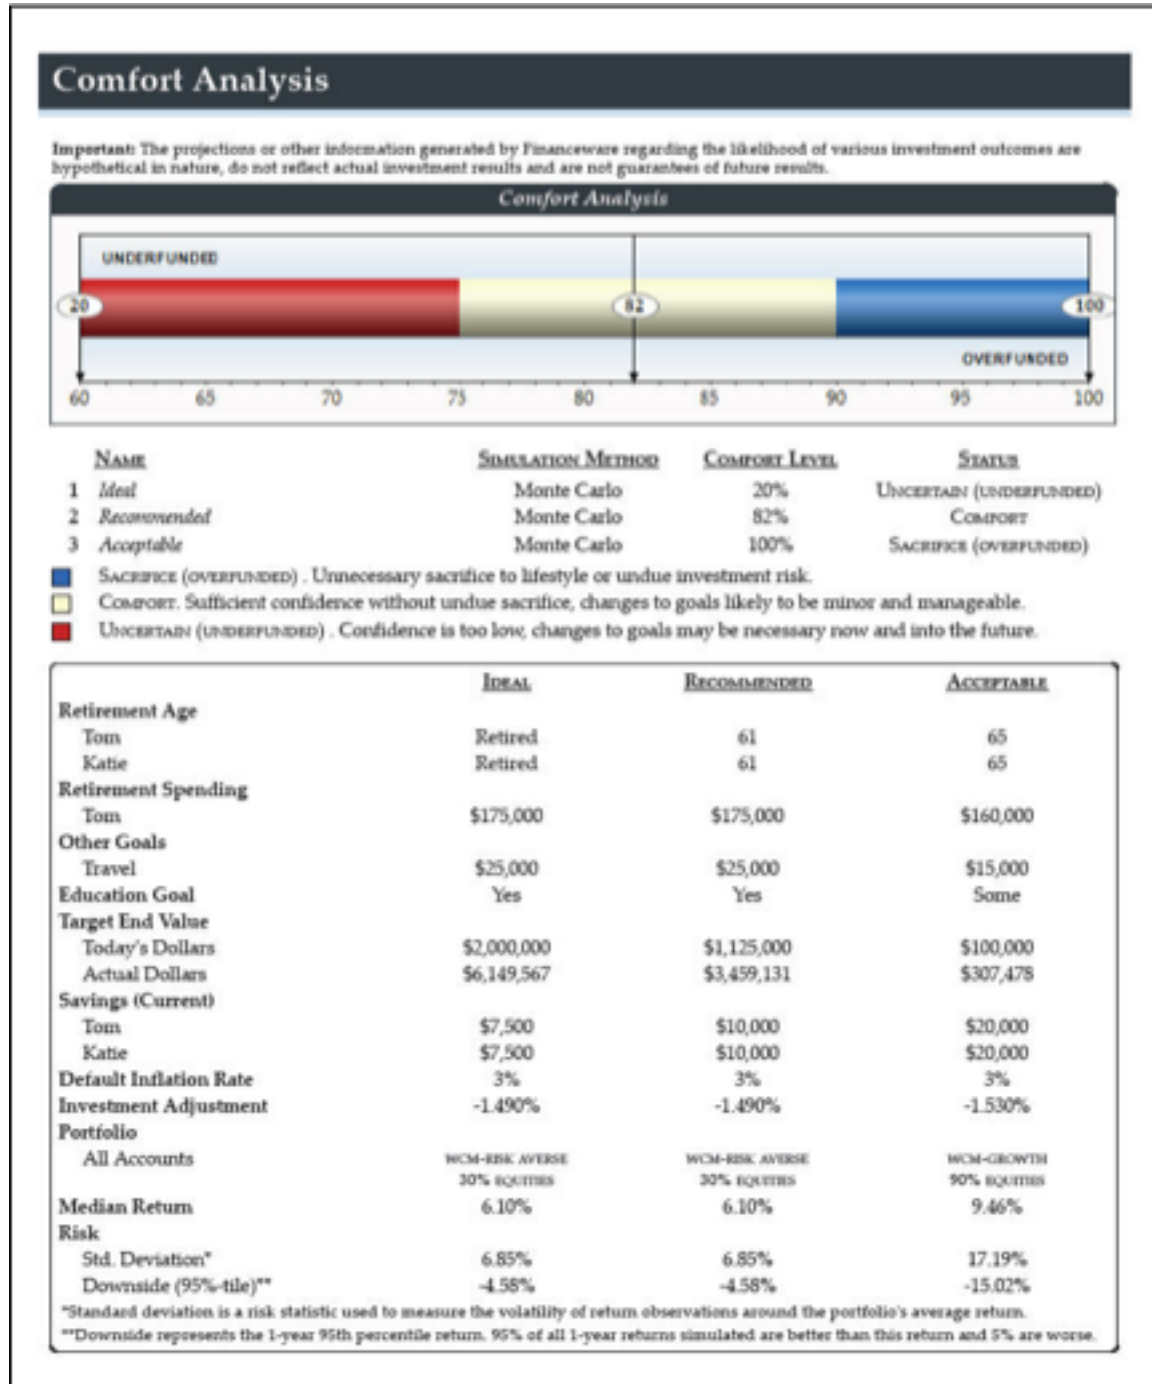 Comfort Analysis
Important: The projections or other information generated by Financeware regarding the likelihood of various investment outcomes are
hypothetical in nature, do not reflect actual investment results and are not guarantees of future results.
Comfort Analysis
UNDERFUNDED
20 82 100
OVERFUNDED
60 65 70 75 80 85 90 95 100
NAME SIMULATION METHOD COMFORT LEVEL STATUS
1 Ideal Monte Carlo 20% UNCERTAIN (UNDERFUNDED)
2 Recommended Monte Carlo 82% COMFORT
3 Acceptable Monte Carlo 100% SACRIFICE (OVERFUNDED)
SACRIFICE (OVERFUNDED) . Unnecessary sacrifice to lifestyle or undue investment risk.
COMFORT. Sufficient confidence without undue sacrifice, changes to goals likely to be minor and manageable.
UNCERTAIN (UNDERFUNDED) . Confidence is too low, changes to goals may be necessary now and into the future.
IDEAL RECOMMENDED ACCEPTABLE
Retirement Age
Tom Retired 61 65
Katie Retired 61 65
Retirement Spending
Tom $175,000 $175,000 $160,000
Other Goals
Travel $25,000 $25,000 $15,000
Education Goal Yes Yes Some
Target End Value
Today's Dollars $2,000,000 $1,125,000 $100,000
Actual Dollars $6,149,567 $3,459,131 $307,478
Savings (Current)
Tom $7,500 $10,000 $20,000
Katie $7,500 $10,000 $20,000
Default Inflation Rate 3% 3% 3%
Investment Adjustment -1.490% -1.490% -1.530%
Portfolio
All Accounts WCM-RISK AVERSE WCM-RISK AVERSE WCM-GROWTH
30% EQUITIES 30% EQUITIES 90% EQUITIES
Median Return 6.10% 6.10% 9.46%
Risk
Std. Deviation* 6.85% 6.85% 17.19%
Downside (95%-tile)** -4.58% -4.58% -15.02%
*Standard deviation is a risk statistic used to measure the volatility of return observations around the portfolio's average return.
**Downside represents the 1-year 95th percentile return. 95% of all 1-year returns simulated are better than this return and 5% are worse.